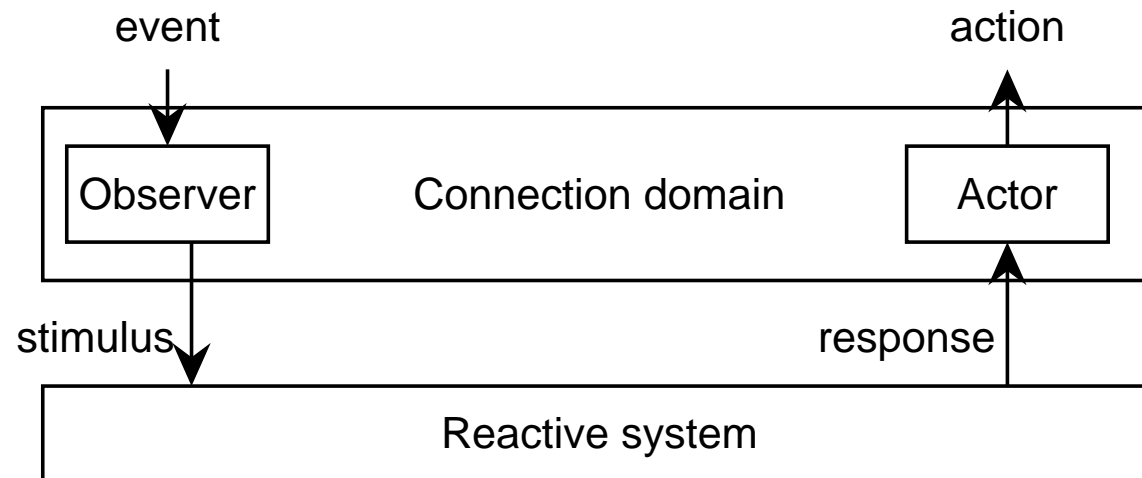 event
action
Observer
Connection domain
Actor
stimulus
response
Reactive system